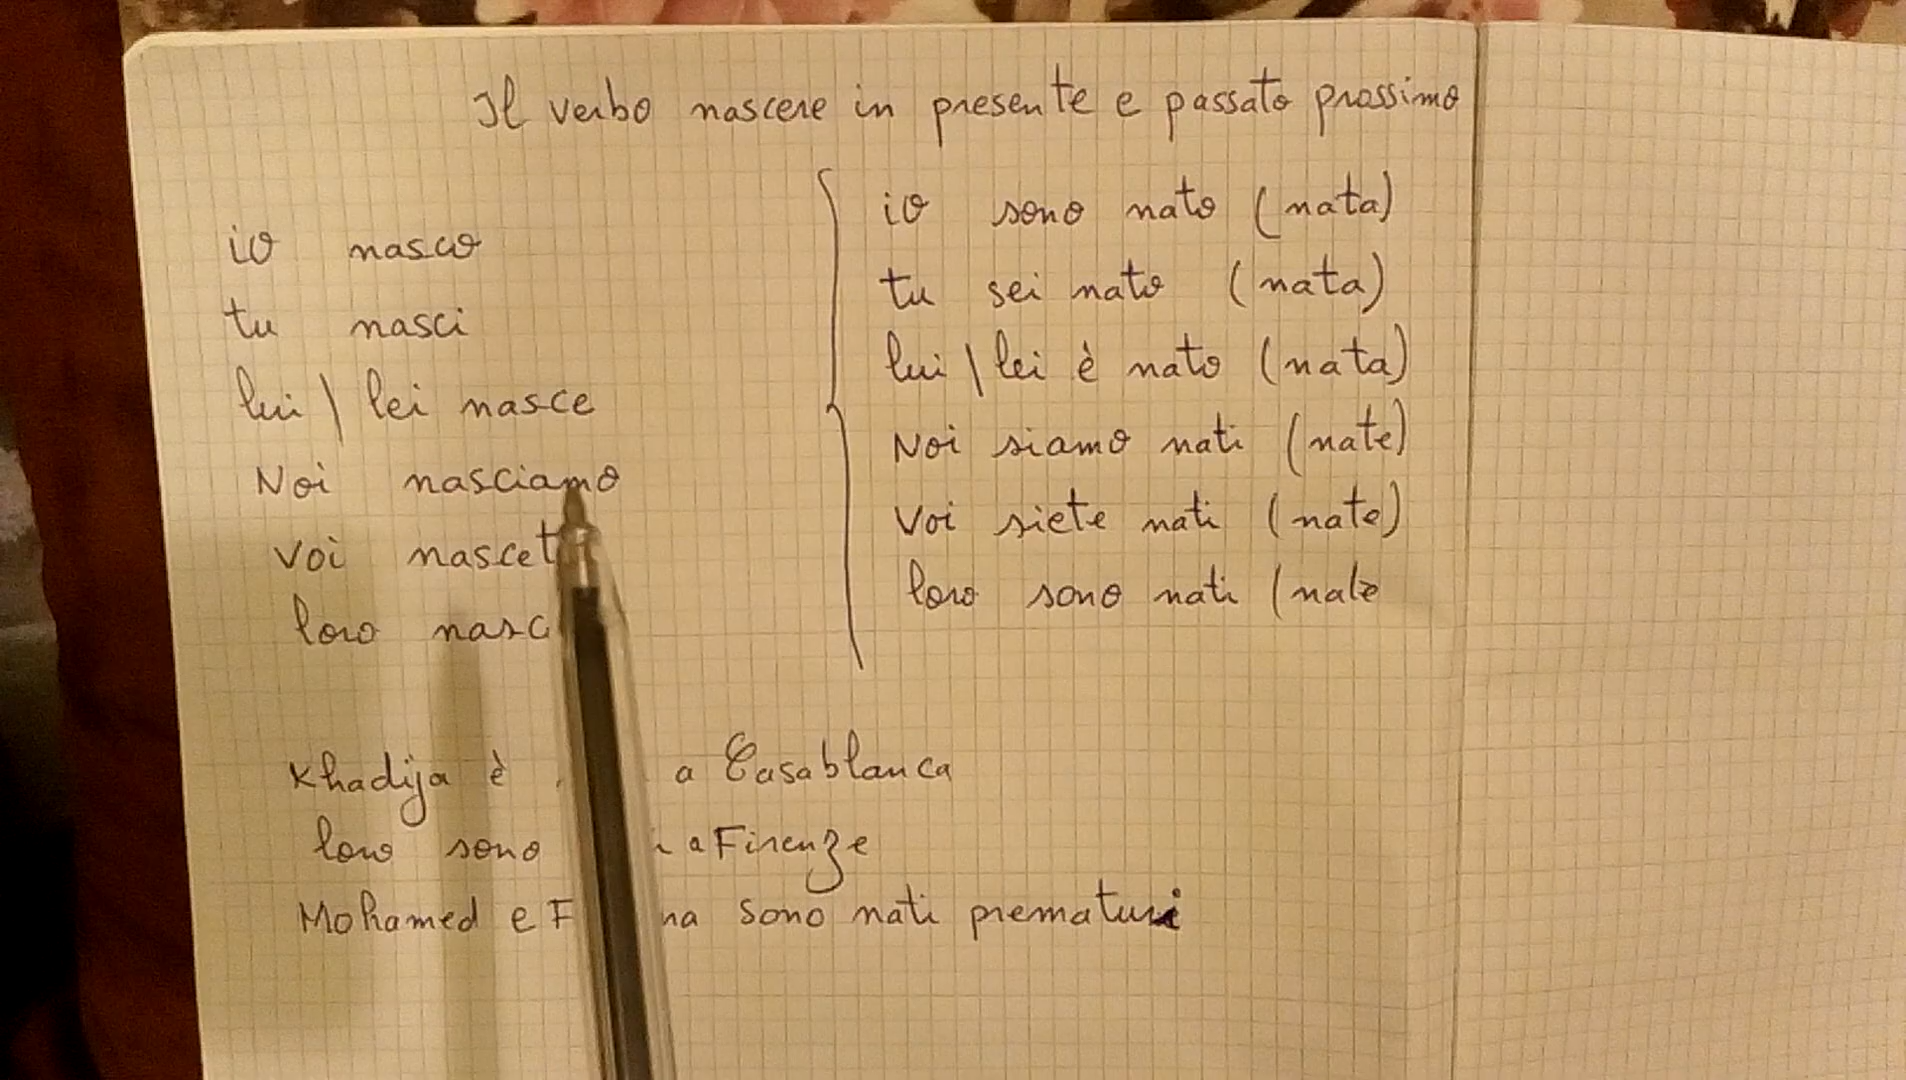 Il verbo nascere in presente e passato prossimo
io nasco
tu nasci
lui \ lei nasce
Noi nasciamo
Voi
loro
io sono nato (nata)
tu sei nato (nata)
lui \ lei è nato (nata)
Noi siamo nati (nate)
Voi siete nati (nate)
loro sono nati (nate
Khadija è a Casablanca
loro sono a Firenze
Mohamed e sono nati prematuri